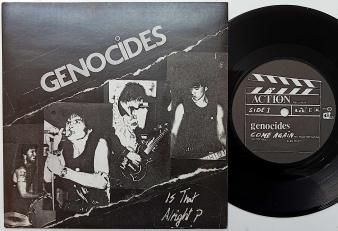 GENOCIDES
Is That
Alright?
ACTION
SIDE 1
genocides
COME AGAIN